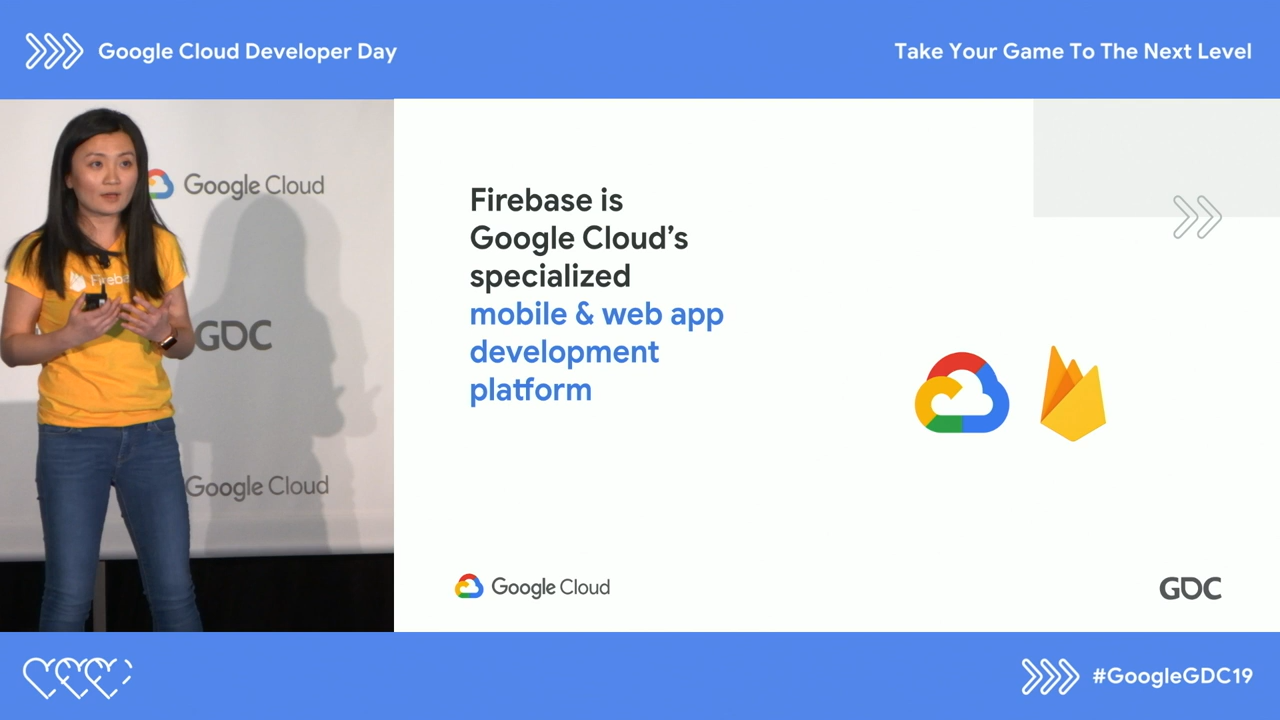 Google Cloud Developer Day
Take Your Game To The Next Level
Google Cloud
Fireba
GDC
Google Cloud
Firebase is
Google Cloud’s
specialized
mobile & web app
development
platform
Google Cloud
GDC
#GoogleGDC19